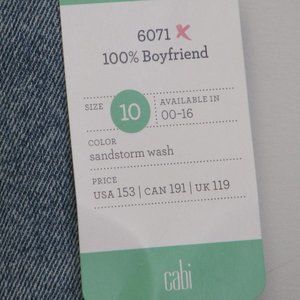 6071
100% Boyfriend
SIZE 10 AVAILABLE IN
00-16
COLOR
sandstorm wash
PRICE
USA 153 | CAN 191 | UK 119
cabi